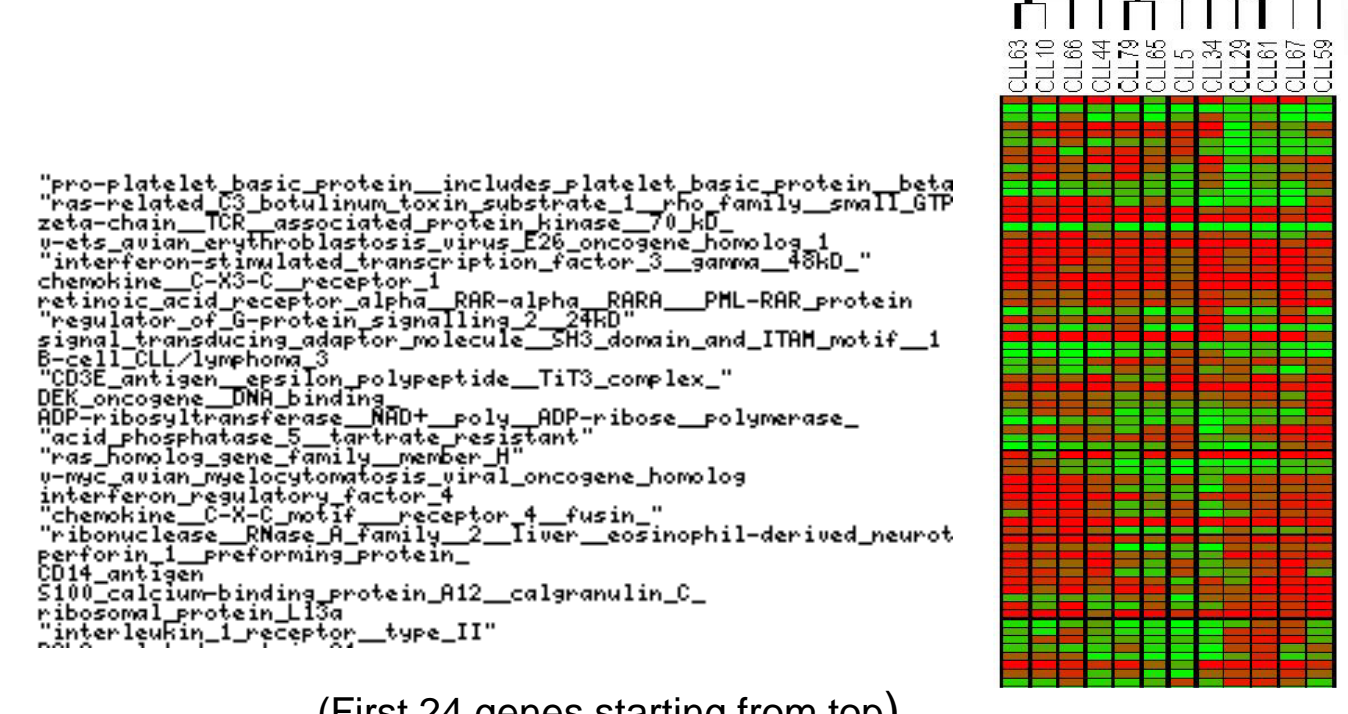 CLL63 CLL10 CLL66 CLL44 CLL79 CLL65 CLL5 CLL34 CLL29 CLL61 CLL67 CLL59
"pro-platelet_basic_protein__includes_platelet_basic_protein__beta
"ras-related_C3_botulinum_toxin_substrate_1__rho_family__small_GTP
zeta-chain__TCR__associated_protein_kinase__70_kD_
v-ets_avian_erythroblastosis_virus_E26_oncogene_homolog_1
"interferon-stimulated_transcription_factor_3__gamma__48kD_"
chemokine__C-X3-C__receptor_1
retinoic_acid_receptor_alpha__RAR-alpha__RARA___PML-RAR_protein
"regulator_of_G-protein_signalling_2__24kD"
signal_transducing_adaptor_molecule__SH3_domain_and_ITAM_motif__1
B-cell_CLL/lymphoma_3
"CD3E_antigen__epsilon_polypeptide__TiT3_complex_"
DEK_oncogene__DNA_binding_
ADP-ribosyltransferase__NAD+__poly__ADP-ribose__polymerase_
"acid_phosphatase_5__tartrate_resistant"
"ras_homolog_gene_family__member_H"
v-myc_avian_myelocytomatosis_viral_oncogene_homolog
interferon_regulatory_factor_4
"chemokine__C-X-C_motif___receptor_4__fusin_"
"ribonuclease__RNase_A_family__2__liver__eosinophil-derived_neurot
perforin_1__preforming_protein_
CD14_antigen
S100_calcium-binding_protein_A12__calgranulin_C_
ribosomal_protein_L13a
"interleukin_1_receptor__type_II"
(First 24 genes starting from top)